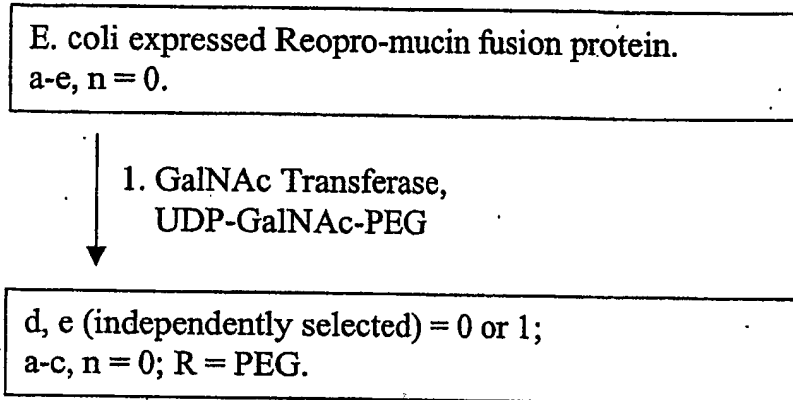 E. coli expressed Reopro-mucin fusion protein.
a-e, n = 0.
1. GalNAc Transferase,
UDP-GalNAc-PEG
d, e (independently selected) = 0 or 1;
a-c, n = 0; R = PEG.